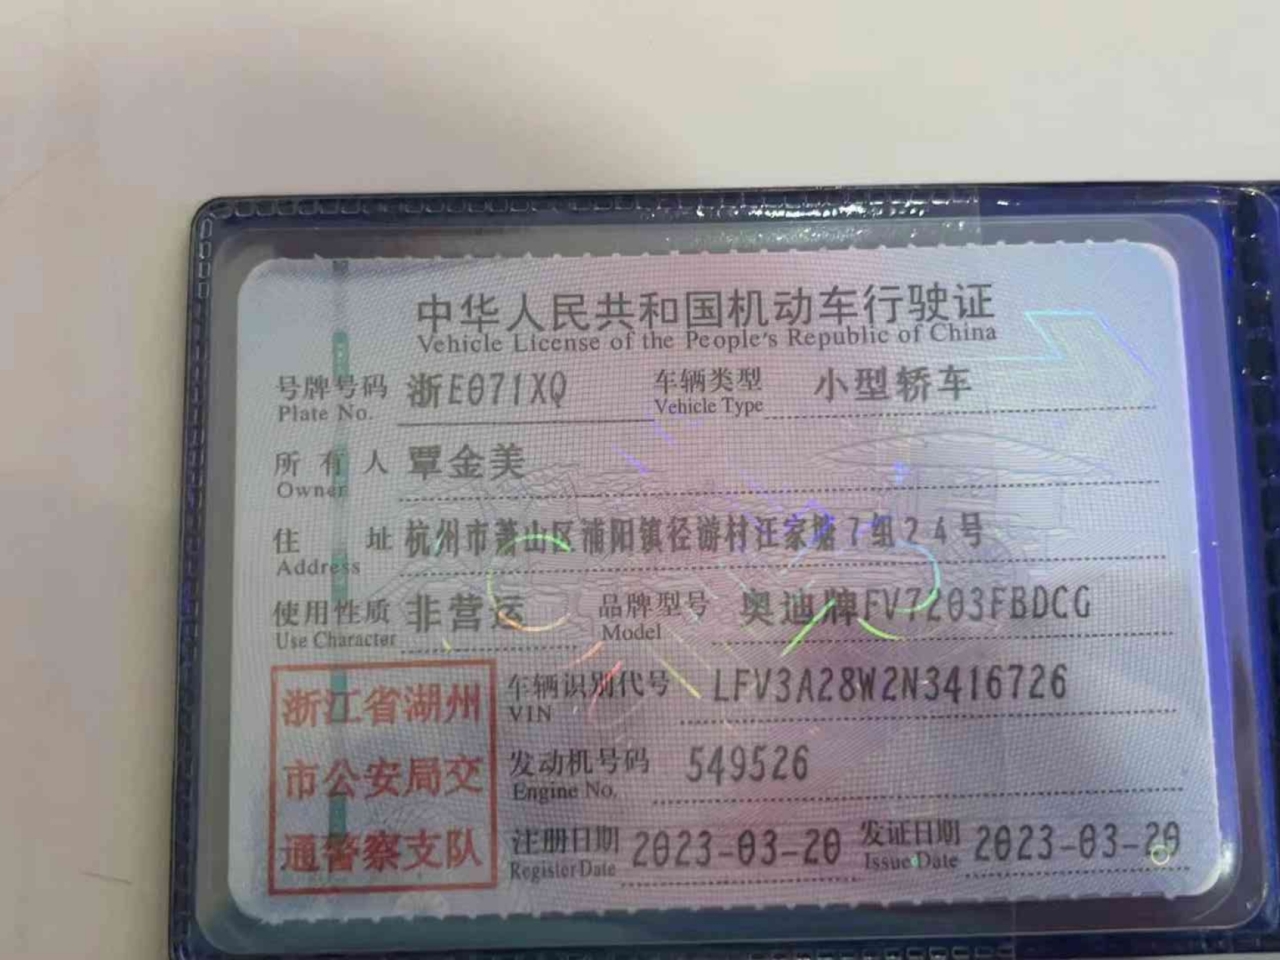 中华人民共和国机动车行驶证
Vehicle License of the People's Republic of China
号牌号码 浙E071XQ 车辆类型 小型轿车
Plate No. Vehicle Type
所有人 覃金美
Owner
住址 杭州市萧山区浦阳镇径游村汪家塘7组24号
Address
使用性质 非营运 品牌型号 奥迪牌FV7203FBDCG
Use Character Model
浙江省湖州
市公安局交
通警察支队
车辆识别代号 LFV3A28W2N3416726
VIN
发动机号码 549526
Engine No.
注册日期 2023-03-20 发证日期 2023-03-20
Register Date Issue Date